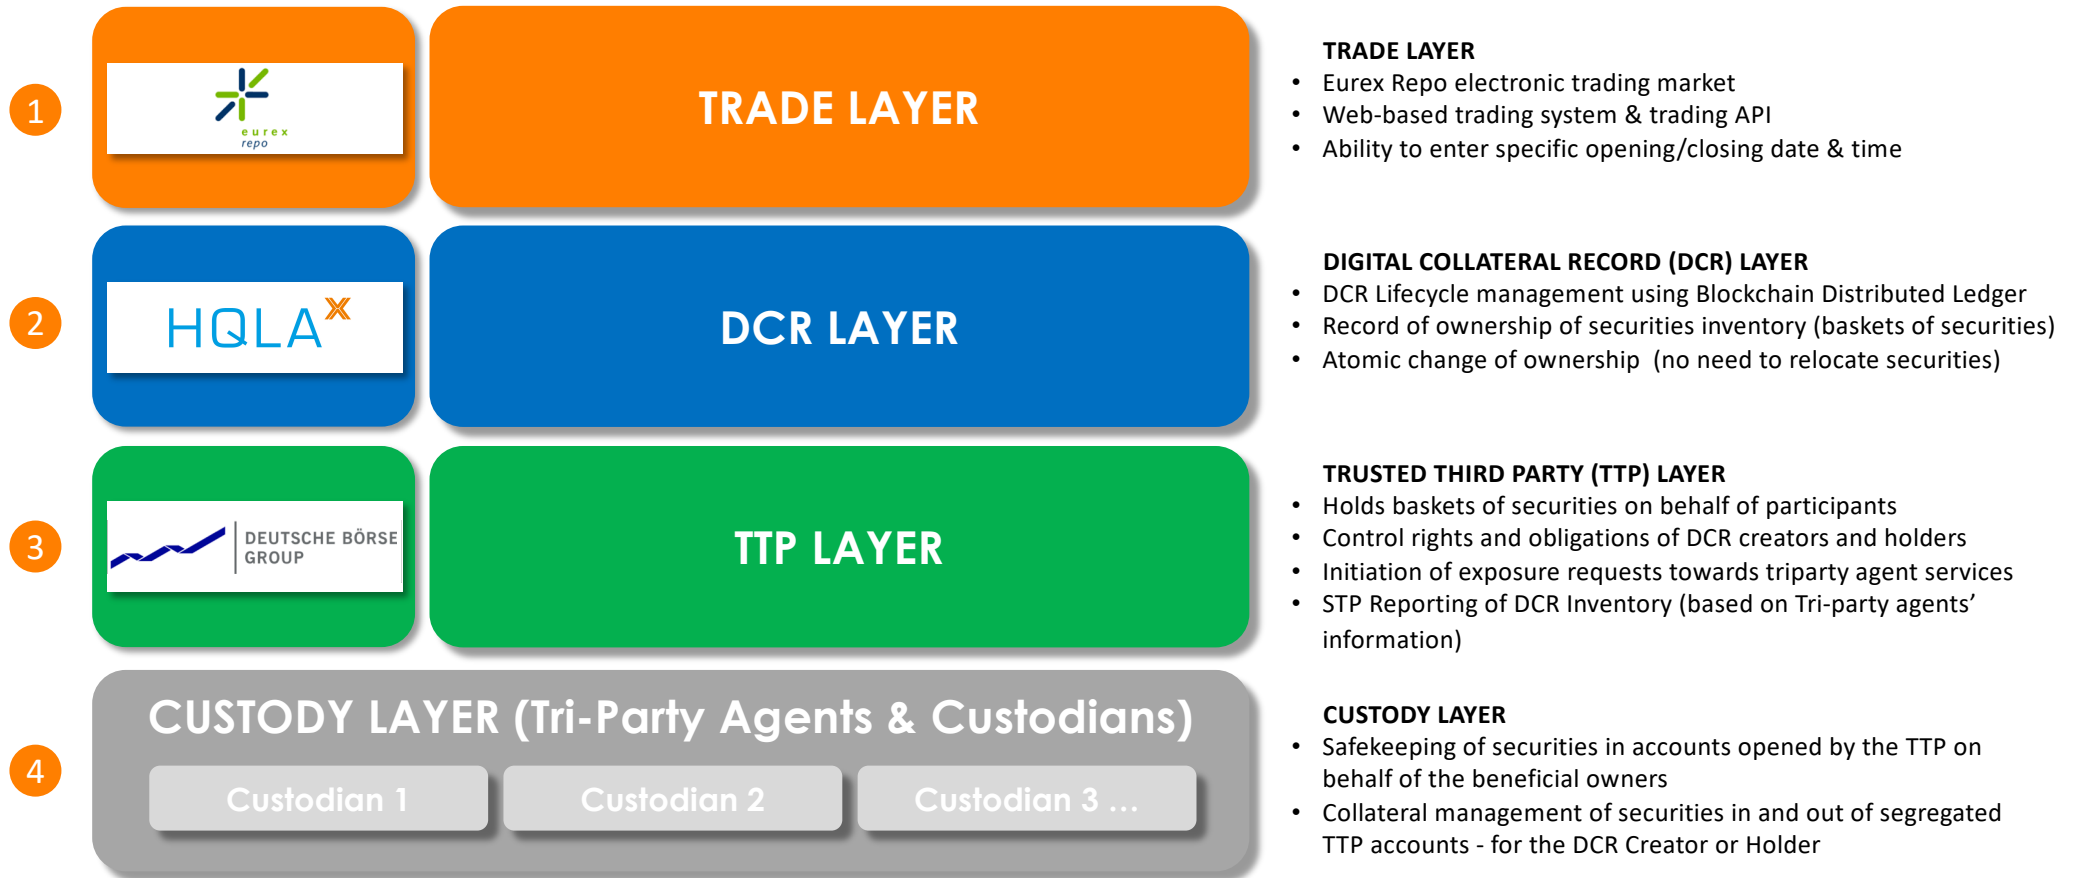 1
eurex
repo
TRADE LAYER
TRADE LAYER
• Eurex Repo electronic trading market
• Web-based trading system & trading API
• Ability to enter specific opening/closing date & time
2
HQLAX
DCR LAYER
DIGITAL COLLATERAL RECORD (DCR) LAYER
• DCR Lifecycle management using Blockchain Distributed Ledger
• Record of ownership of securities inventory (baskets of securities)
• Atomic change of ownership (no need to relocate securities)
3
DEUTSCHE BÖRSE
GROUP
TTP LAYER
TRUSTED THIRD PARTY (TTP) LAYER
• Holds baskets of securities on behalf of participants
• Control rights and obligations of DCR creators and holders
• Initiation of exposure requests towards triparty agent services
• STP Reporting of DCR Inventory (based on Tri-party agents’
information)
4
CUSTODY LAYER (Tri-Party Agents & Custodians)
Custodian 1
Custodian 2
Custodian 3 ...
CUSTODY LAYER
• Safekeeping of securities in accounts opened by the TTP on
behalf of the beneficial owners
• Collateral management of securities in and out of segregated
TTP accounts - for the DCR Creator or Holder